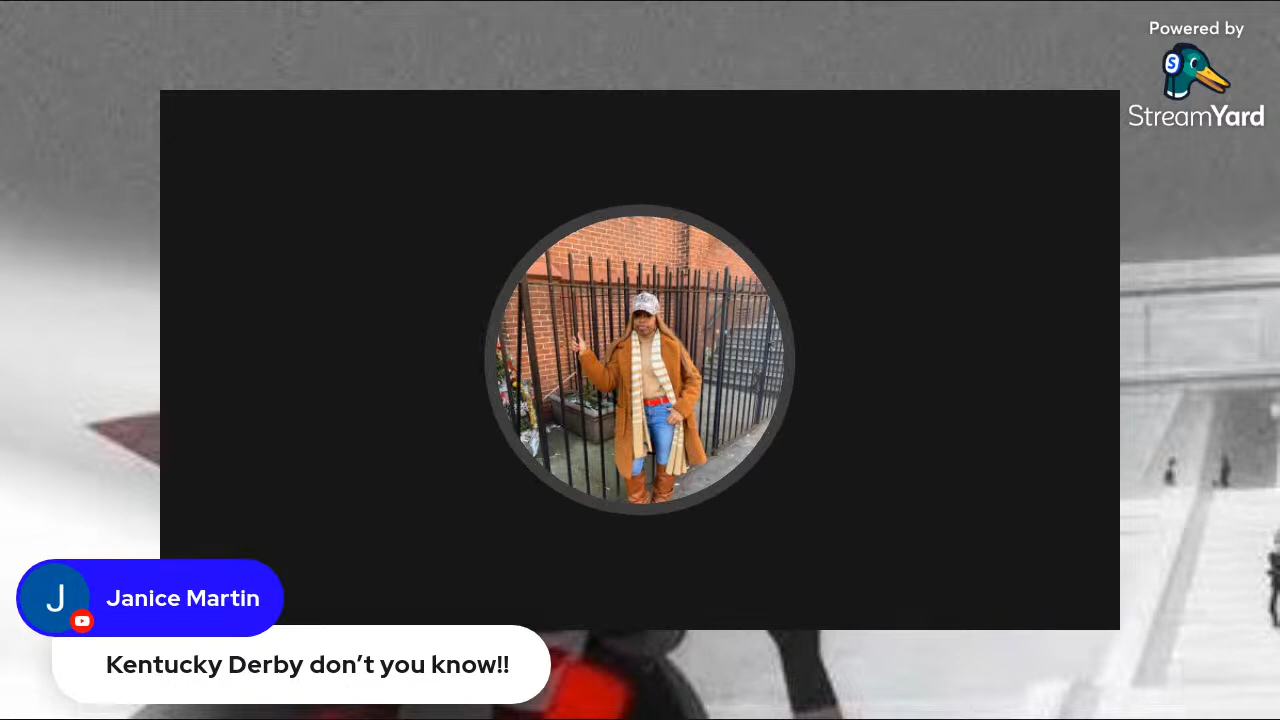 Powered by
StreamYard
Janice Martin
Kentucky Derby don’t you know!!